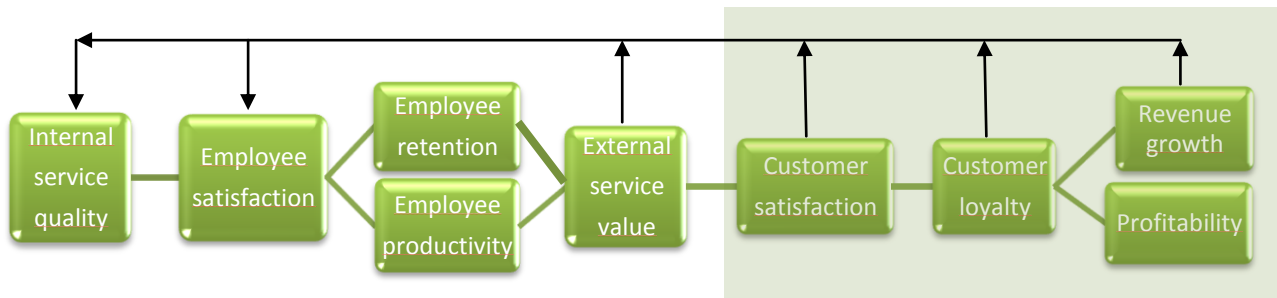 Internal
service
quality
Employee
satisfaction
Employee
retention
Employee
productivity
External
service
value
Customer
satisfaction
Customer
loyalty
Revenue
growth
Profitability